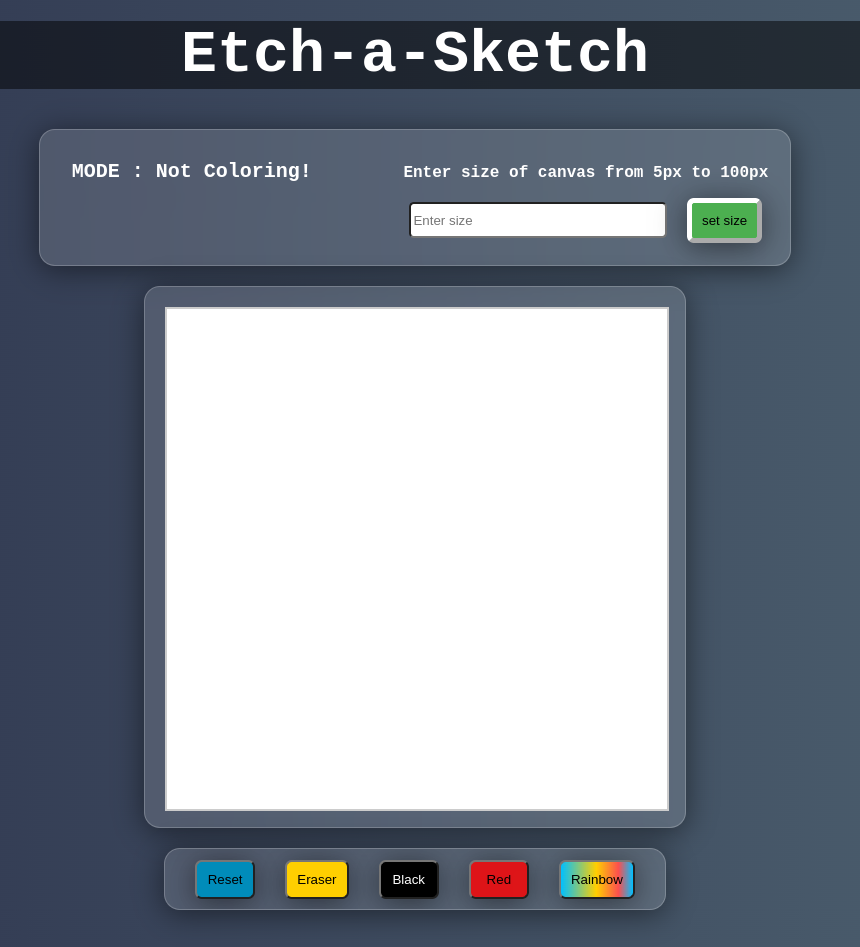 Etch-a-Sketch
MODE : Not Coloring!
Enter size of canvas from 5px to 100px
Enter size
set size
Reset
Eraser
Black
Red
Rainbow